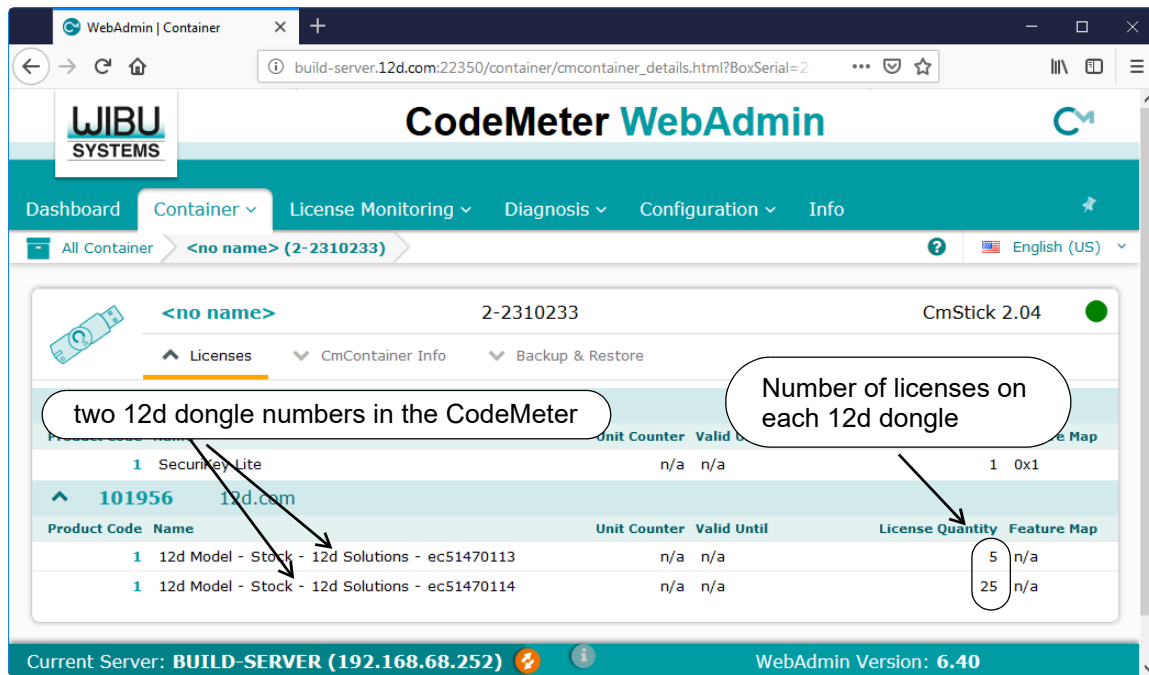 WebAdmin | Container
build-server.12d.com:22350/container/cmcontainer_details.html?BoxSerial=2
WIBU
SYSTEMS
CodeMeter WebAdmin
Dashboard Container License Monitoring Diagnosis Configuration Info
All Container <no name> (2-2310233) English (US)
<no name> 2-2310233 CmStick 2.04
Licenses CmContainer Info Backup & Restore
two 12d dongle numbers in the CodeMeter
Number of licenses on
each 12d dongle
Unit Counter Valid Map
1 SecuriKey Lite n/a n/a 1 0x1
101956 12d.com
Product Code Name Unit Counter Valid Until License Quantity Feature Map
1 12d Model - Stock - 12d Solutions - ec51470113 n/a n/a 5 n/a
1 12d Model - Stock - 12d Solutions - ec51470114 n/a n/a 25 n/a
Current Server: BUILD-SERVER (192.168.68.252) WebAdmin Version: 6.40